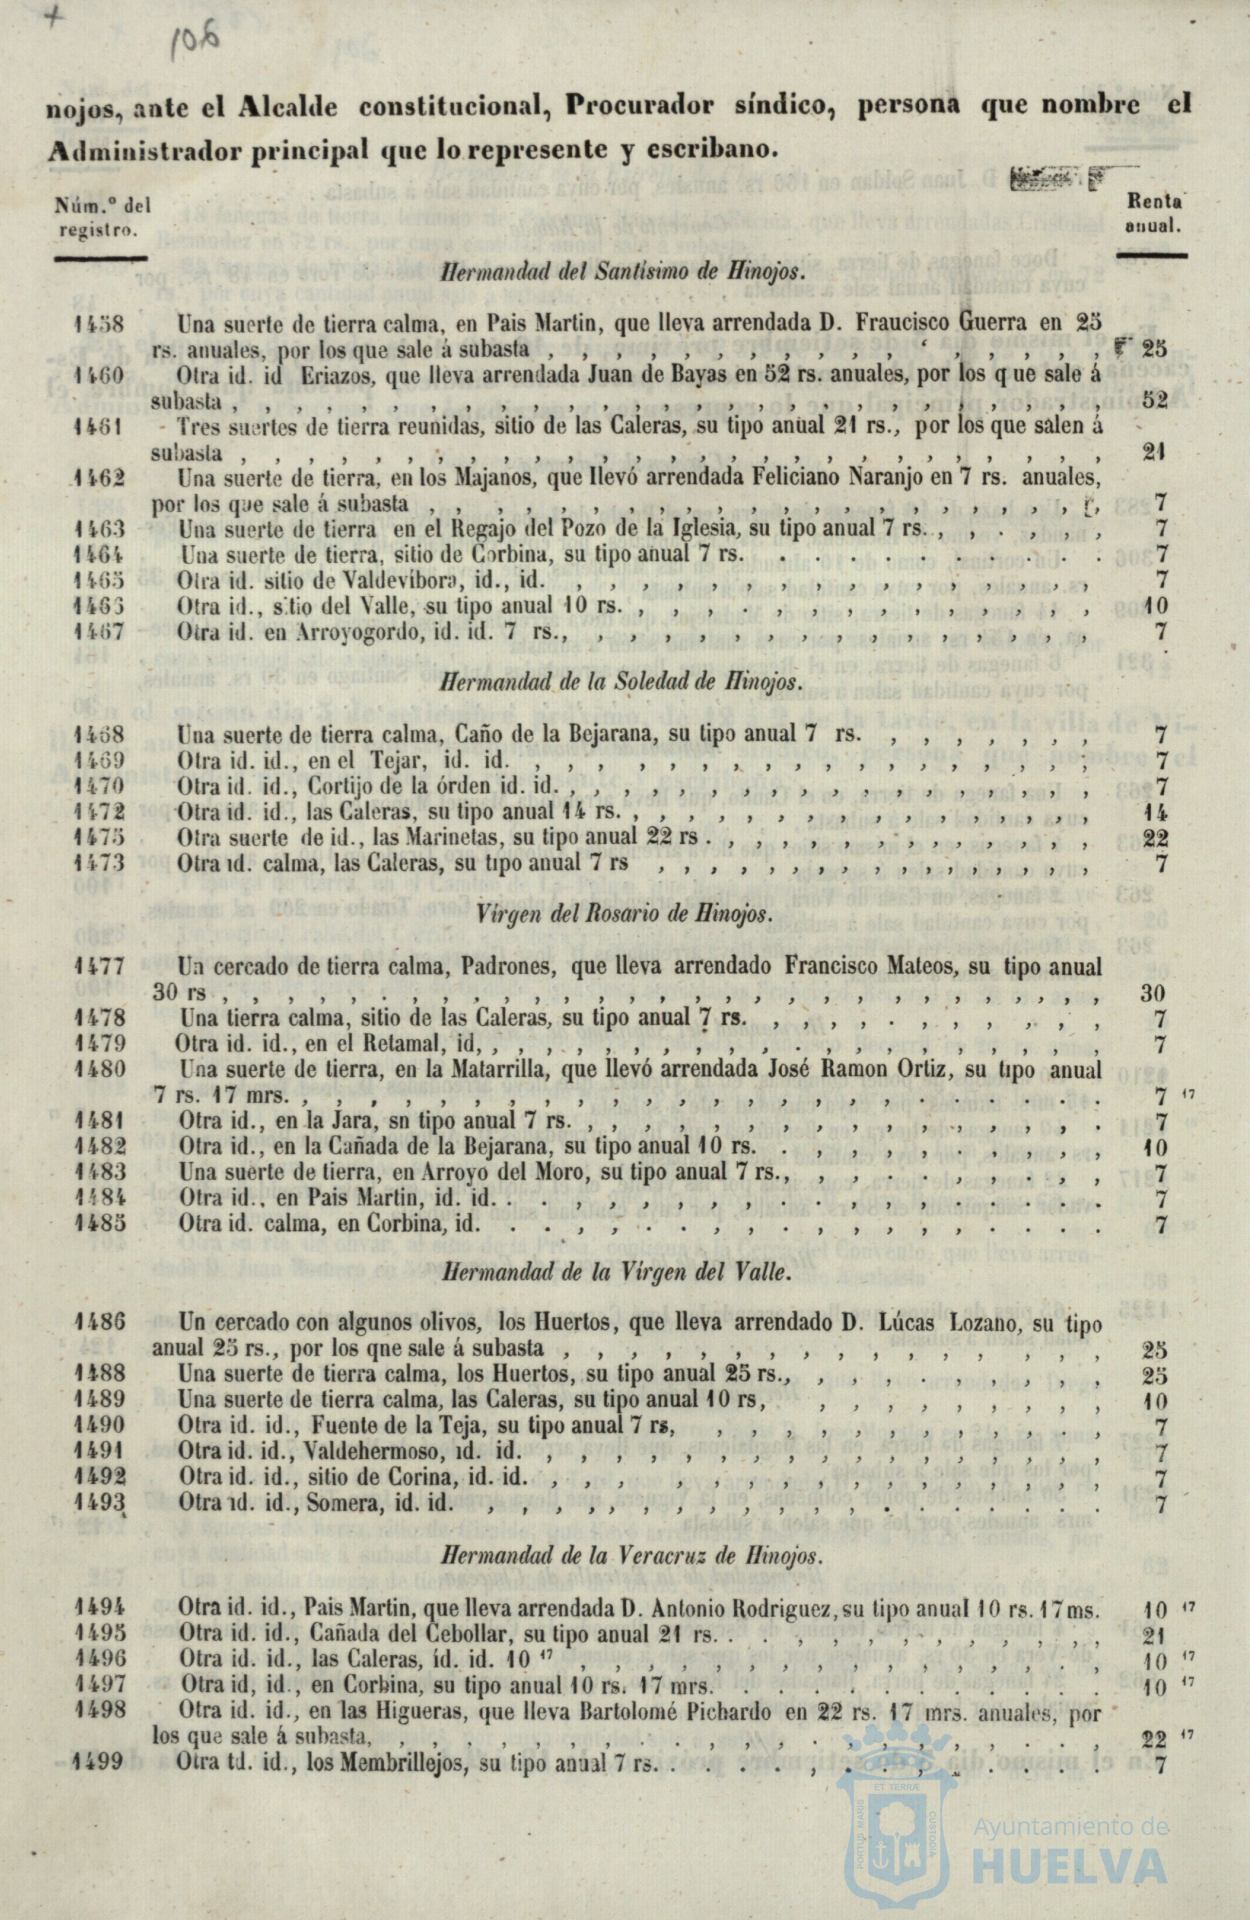 106
nojos, ante el Alcalde constitucional, Procurador síndico, persona que nombre el
Administrador principal que lo represente y escribano.
Núm.º del
registro.
Renta
anual.
Hermandad del Santísimo de Hinojos.
1458 Una suerte de tierra calma, en Pais Martin, que lleva arrendada D. Fraucisco Guerra en 25
rs. anuales, por los que sale á subasta , , , , , , , , , , , , , , , , , 25
1460 Otra id. id Eriazos, que lleva arrendada Juan de Bayas en 52 rs. anuales, por los que sale á
subasta , , , , , , , , , , , , , , , , , , , , , , , , , , , 52
1461 Tres suertes de tierra reunidas, sitio de las Caleras, su tipo anual 21 rs., por los que salen á
subasta , , , , , , , , , , , , , , , , , , , , , , , , , , , 21
1462 Una suerte de tierra, en los Majanos, que llevó arrendada Feliciano Naranjo en 7 rs. anuales,
por los que sale á subasta , , , , , , , , , , , , , , , , , , , , , 7
1463 Una suerte de tierra en el Regajo del Pozo de la Iglesia, su tipo anual 7 rs. , , . , , , 7
1464 Una suerte de tierra, sitio de Corbina, su tipo anual 7 rs. . . . . . . . . . . . 7
1465 Otra id. sitio de Valdevibora, id., id. , , , , , , , , , , , , , , , , 7
1466 Otra id., sitio del Valle, su tipo anual 10 rs. , , , . , , , , , , , , , , 10
1467 Otra id. en Arroyogordo, id. id. 7 rs., , , , , , , , , , , , , , , , 7
Hermandad de la Soledad de Hinojos.
1468 Una suerte de tierra calma, Caño de la Bejarana, su tipo anual 7 rs. , , , , , , , 7
1469 Otra id. id., en el Tejar, id. id. , , , , , , , , , , , , , , , , , , 7
1470 Otra id. id., Cortijo de la órden id. id. , , , , , , , , , , , , , , , , , 7
1472 Otra id. id., las Caleras, su tipo anual 14 rs. , , , , , , , , , , , , , , , 14
1475 Otra suerte de id., las Marinetas, su tipo anual 22 rs . , , , , , , , , , , , , 22
1473 Otra id. calma, las Caleras, su tipo anual 7 rs , , , , , , , , , , , , , , , 7
Virgen del Rosario de Hinojos.
1477 Un cercado de tierra calma, Padrones, que lleva arrendado Francisco Mateos, su tipo anual
30 rs , , , , , . , , , , , , , , , , , , , , , , , , , , , , 30
1478 Una tierra calma, sitio de las Caleras, su tipo anual 7 rs. , , , , . , , , , , , 7
1479 Otra id. id., en el Retamal, id, , , , , , , , , , , . , , , , , , , , 7
1480 Una suerte de tierra, en la Matarrilla, que llevó arrendada José Ramon Ortiz, su tipo anual
7 rs. 17 mrs. , , , , , , , , , , , , , , , , , , . . . . . . 7 17
1481 Otra id., en la Jara, sn tipo anual 7 rs. , , , , , , , , , , , , , , , , . 7
1482 Otra id., en la Cañada de la Bejarana, su tipo anual 10 rs. . , , , , . , , , , 10
1483 Una suerte de tierra, en Arroyo del Moro, su tipo anual 7 rs., , , . , , , . , , 7
1484 Otra id., en Pais Martin, id. id. . . , , , , , , , . , , . . . . . . 7
1485 Otra id. calma, en Corbina, id. . . , , , . , , . , , , , . . . . 7
Hermandad de la Vírgen del Valle.
1486 Un cercado con algunos olivos, los Huertos, que lleva arrendado D. Lúcas Lozano, su tipo
anual 25 rs., por los qne sale á subasta , , , , , , , , , , , , , , , , 25
1488 Una suerte de tierra calma, los Huertos, su tipo anual 25 rs., , , , . , , , , , 25
1489 Una suerte de tierra calma, las Caleras, su tipo anual 10 rs, , , , , , , , , , 10
1490 Otra id. id., Fuente de la Teja, su tipo anual 7 rs, , , , , , , , , , , . , 7
1491 Otra id. id., Valdehermoso, id. id. , , , , , , , , , , , , , , , , , 7
1492 Otra id. id., sitio de Corina, id. id. , , , , , , , , , , , , , , , , 7
1493 Otra id. id., Somera, id. id. , , , , , , , , , , , , . . . . . . . 7
Hermandad de la Veracruz de Hinojos.
1494 Otra id. id., Pais Martin, que lleva arrendada D. Antonio Rodriguez, su tipo anual 10 rs. 17 ms. 10 17
1495 Otra id. id., Cañada del Cebollar, su tipo anual 21 rs. . . , , , , , , , , , , 21
1496 Otra id. id., las Caleras, id. id. 10 17 , , , , , , , , , , , , , , . , 10 17
1497 Otra id, id., en Corbina, su tipo anual 10 rs. 17 mrs. . . . . . . . . . . . . 10 17
1498 Otra id. id., en las Higueras, que lleva Bartolomé Pichardo en 22 rs. 17 mrs. anuales, por
los que sale á subasta, , , , , , , , , . , , , . , , , , , . . , 22 17
1499 Otra td. id., los Membrillejos, su tipo anual 7 rs. . . . . . , . . , . . . . . 7
ET TERRÆ
PORTUS MARIS
CUSTODIA
Ayuntamiento de
HUELVA